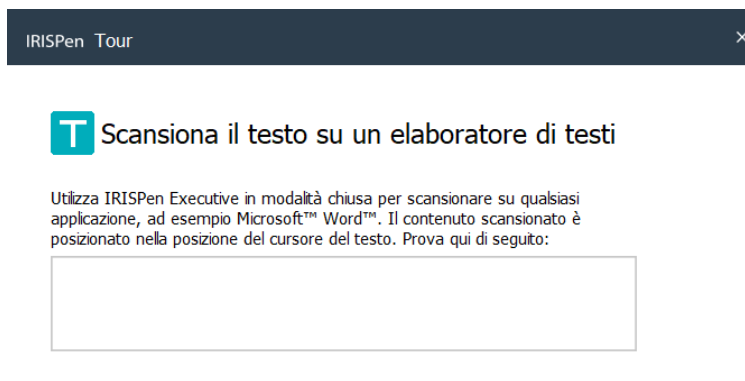 IRISPen Tour
T Scansiona il testo su un elaboratore di testi
Utilizza IRISPen Executive in modalità chiusa per scansionare su qualsiasi
applicazione, ad esempio Microsoft™ Word™. Il contenuto scansionato è
posizionato nella posizione del cursore del testo. Prova qui di seguito: